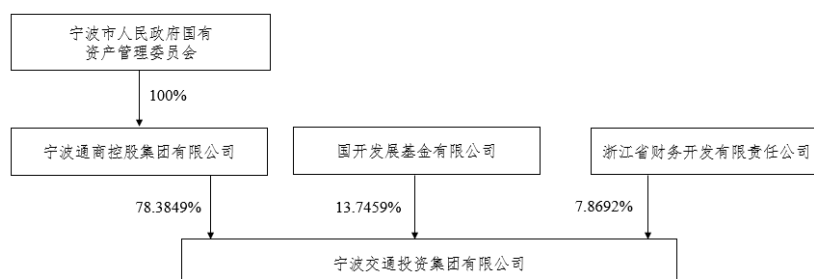 宁波市人民政府国有
资产管理委员会
100%
宁波通商控股集团有限公司
国开发展基金有限公司
浙江省财务开发有限责任公司
78.3849%
13.7459%
7.8692%
宁波交通投资集团有限公司